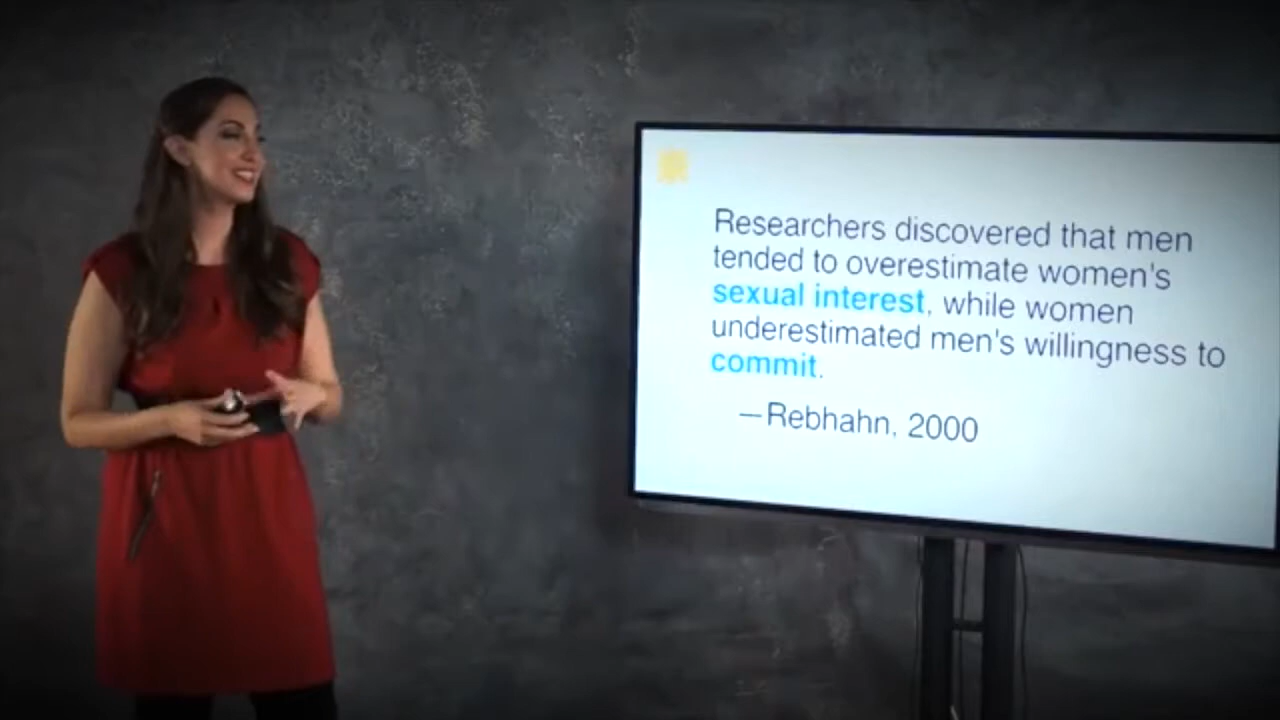 Researchers discovered that men
tended to overestimate women's
sexual interest, while women
underestimated men's willingness to
commit.
—Rebhahn, 2000